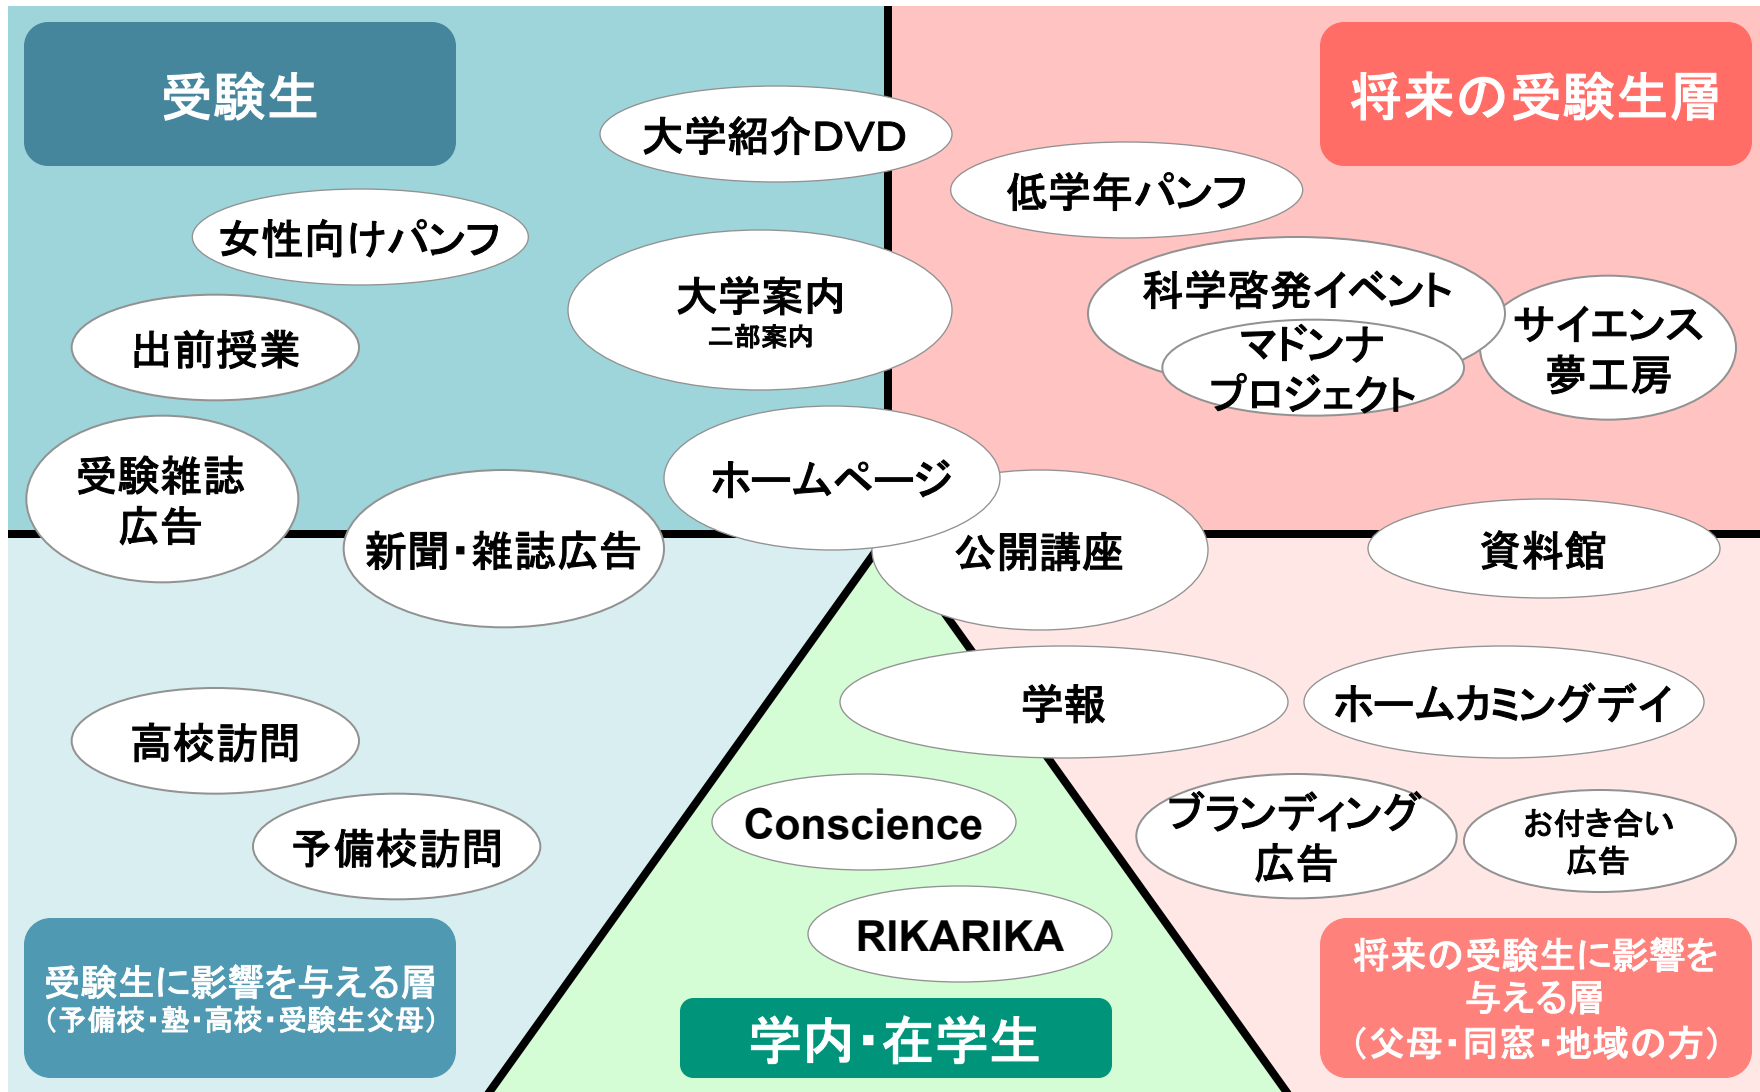 受験生
将来の受験生層
大学紹介DVD
低学年パンフ
女性向けパンフ
大学案内
二部案内
科学啓発イベント
マドンナ
プロジェクト
サイエンス
夢工房
出前授業
受験雑誌
広告
ホームページ
新聞・雑誌広告
公開講座
資料館
学報
ホームカミングデイ
高校訪問
予備校訪問
Conscience
ブランディング
広告
お付き合い
広告
RIKARIKA
受験生に影響を与える層
（予備校・塾・高校・受験生父母）
学内・在学生
将来の受験生に影響を
与える層
（父母・同窓・地域の方）